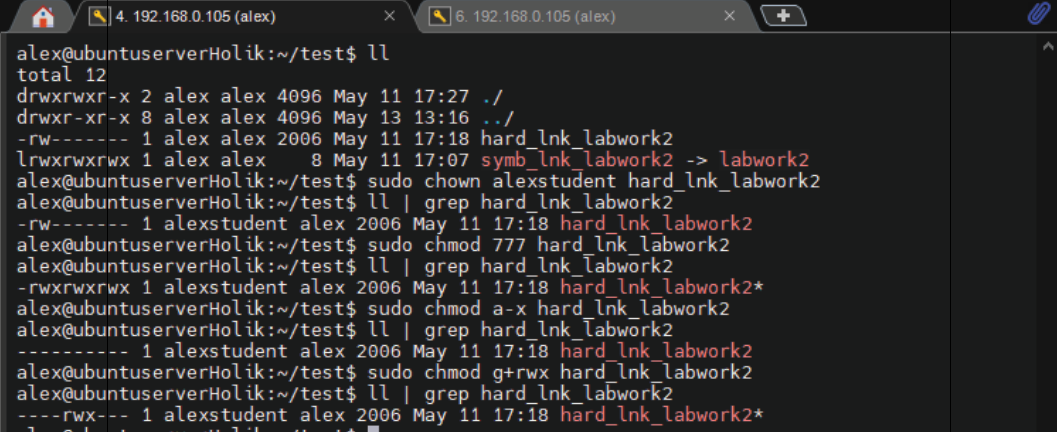 4. 192.168.0.105 (alex)
6. 192.168.0.105 (alex)
alex@ubuntuserverHolik:~/test$ ll
total 12
drwxrwxr-x 2 alex alex 4096 May 11 17:27 ./
drwxr-xr-x 8 alex alex 4096 May 13 13:16 ../
-rw------- 1 alex alex 2006 May 11 17:18 hard_lnk_labwork2
lrwxrwxrwx 1 alex alex    8 May 11 17:07 symb_lnk_labwork2 -> labwork2
alex@ubuntuserverHolik:~/test$ sudo chown alexstudent hard_lnk_labwork2
alex@ubuntuserverHolik:~/test$ ll | grep hard_lnk_labwork2
-rw------- 1 alexstudent alex 2006 May 11 17:18 hard_lnk_labwork2
alex@ubuntuserverHolik:~/test$ sudo chmod 777 hard_lnk_labwork2
alex@ubuntuserverHolik:~/test$ ll | grep hard_lnk_labwork2
-rwxrwxrwx 1 alexstudent alex 2006 May 11 17:18 hard_lnk_labwork2*
alex@ubuntuserverHolik:~/test$ sudo chmod a-x hard_lnk_labwork2
alex@ubuntuserverHolik:~/test$ ll | grep hard_lnk_labwork2
---------- 1 alexstudent alex 2006 May 11 17:18 hard_lnk_labwork2
alex@ubuntuserverHolik:~/test$ sudo chmod g+rwx hard_lnk_labwork2
alex@ubuntuserverHolik:~/test$ ll | grep hard_lnk_labwork2
----rwx--- 1 alexstudent alex 2006 May 11 17:18 hard_lnk_labwork2*